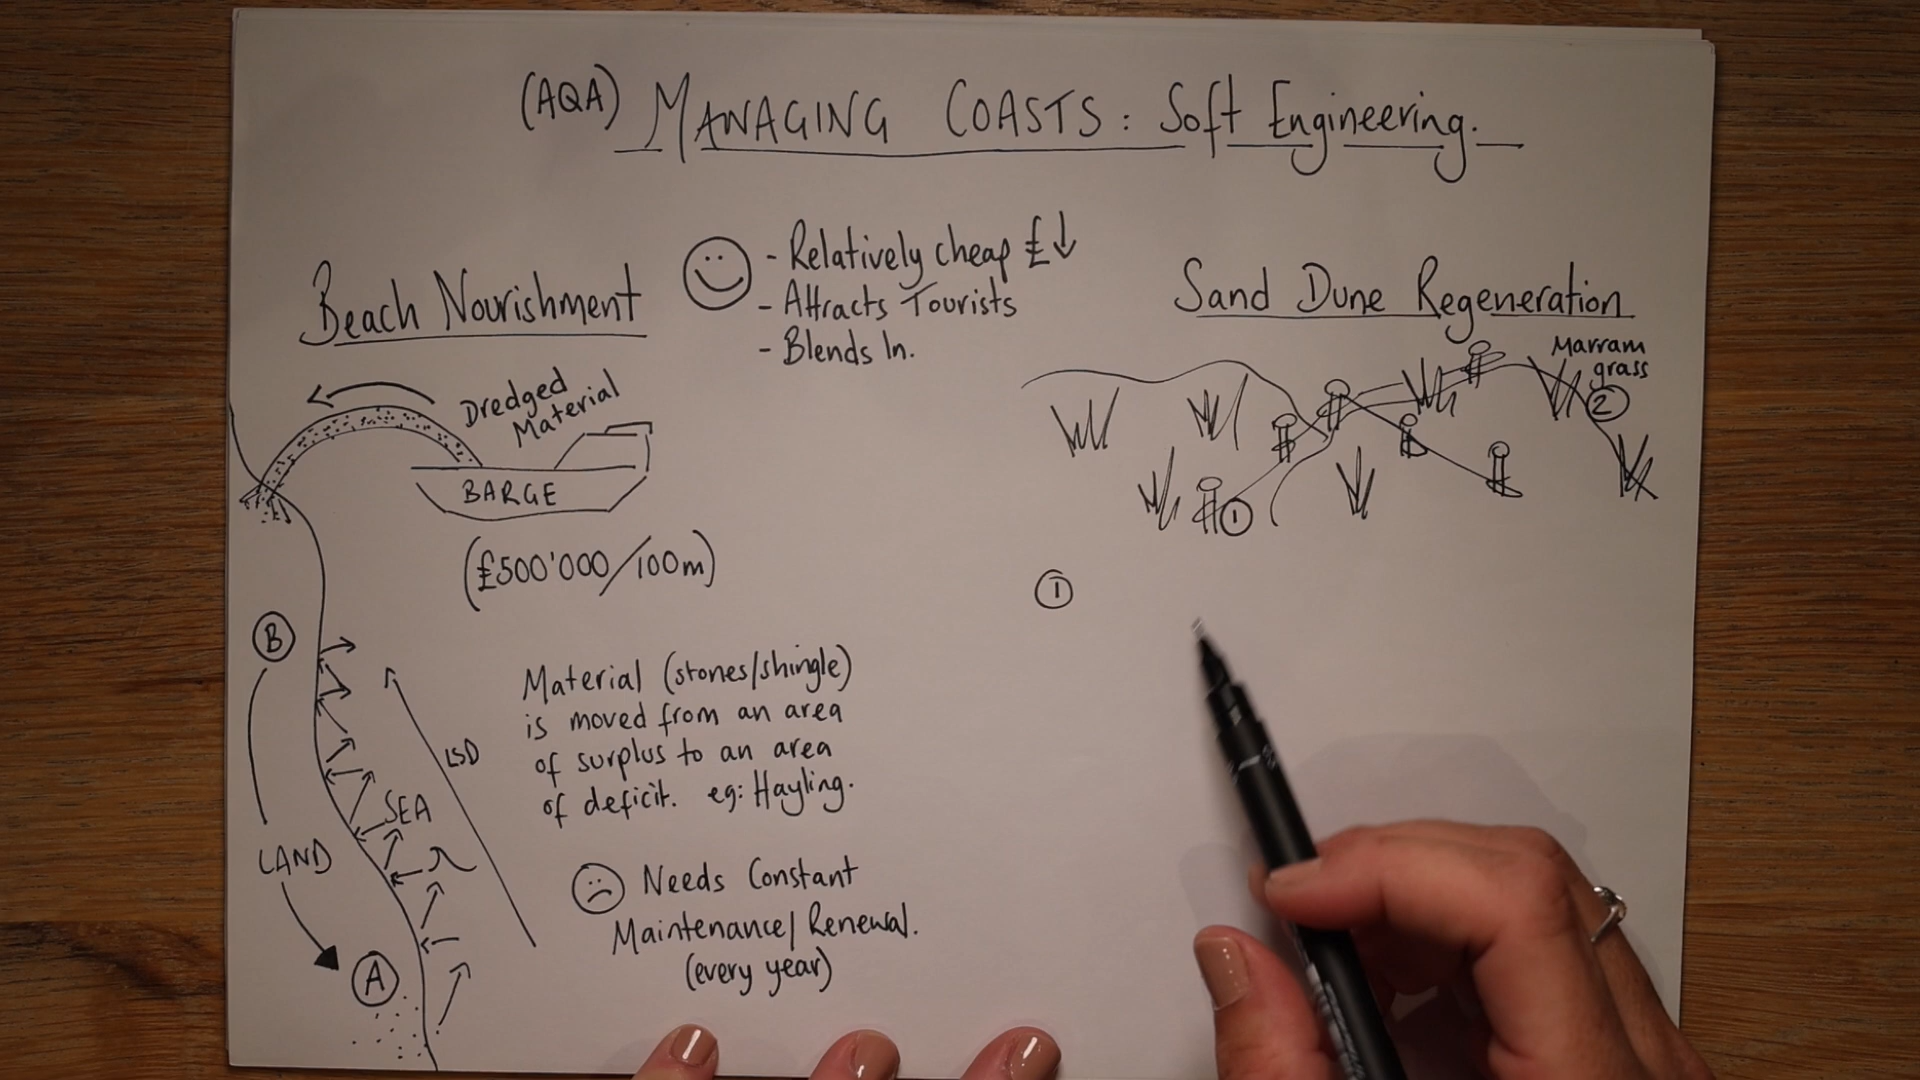 (AQA) MANAGING COASTS: Soft Engineering.
Beach Nourishment
- Relatively cheap £↓
- Attracts Tourists
- Blends In.
Dredged
Material
BARGE
(£500'000/100m)
B
LSD
SEA
LAND
A
Material (stones/shingle)
is moved from an area
of surplus to an area
of deficit. eg: Hayling.
Needs Constant
Maintenance/Renewal.
(every year)
Sand Dune Regeneration
Marram
grass
2
1
1